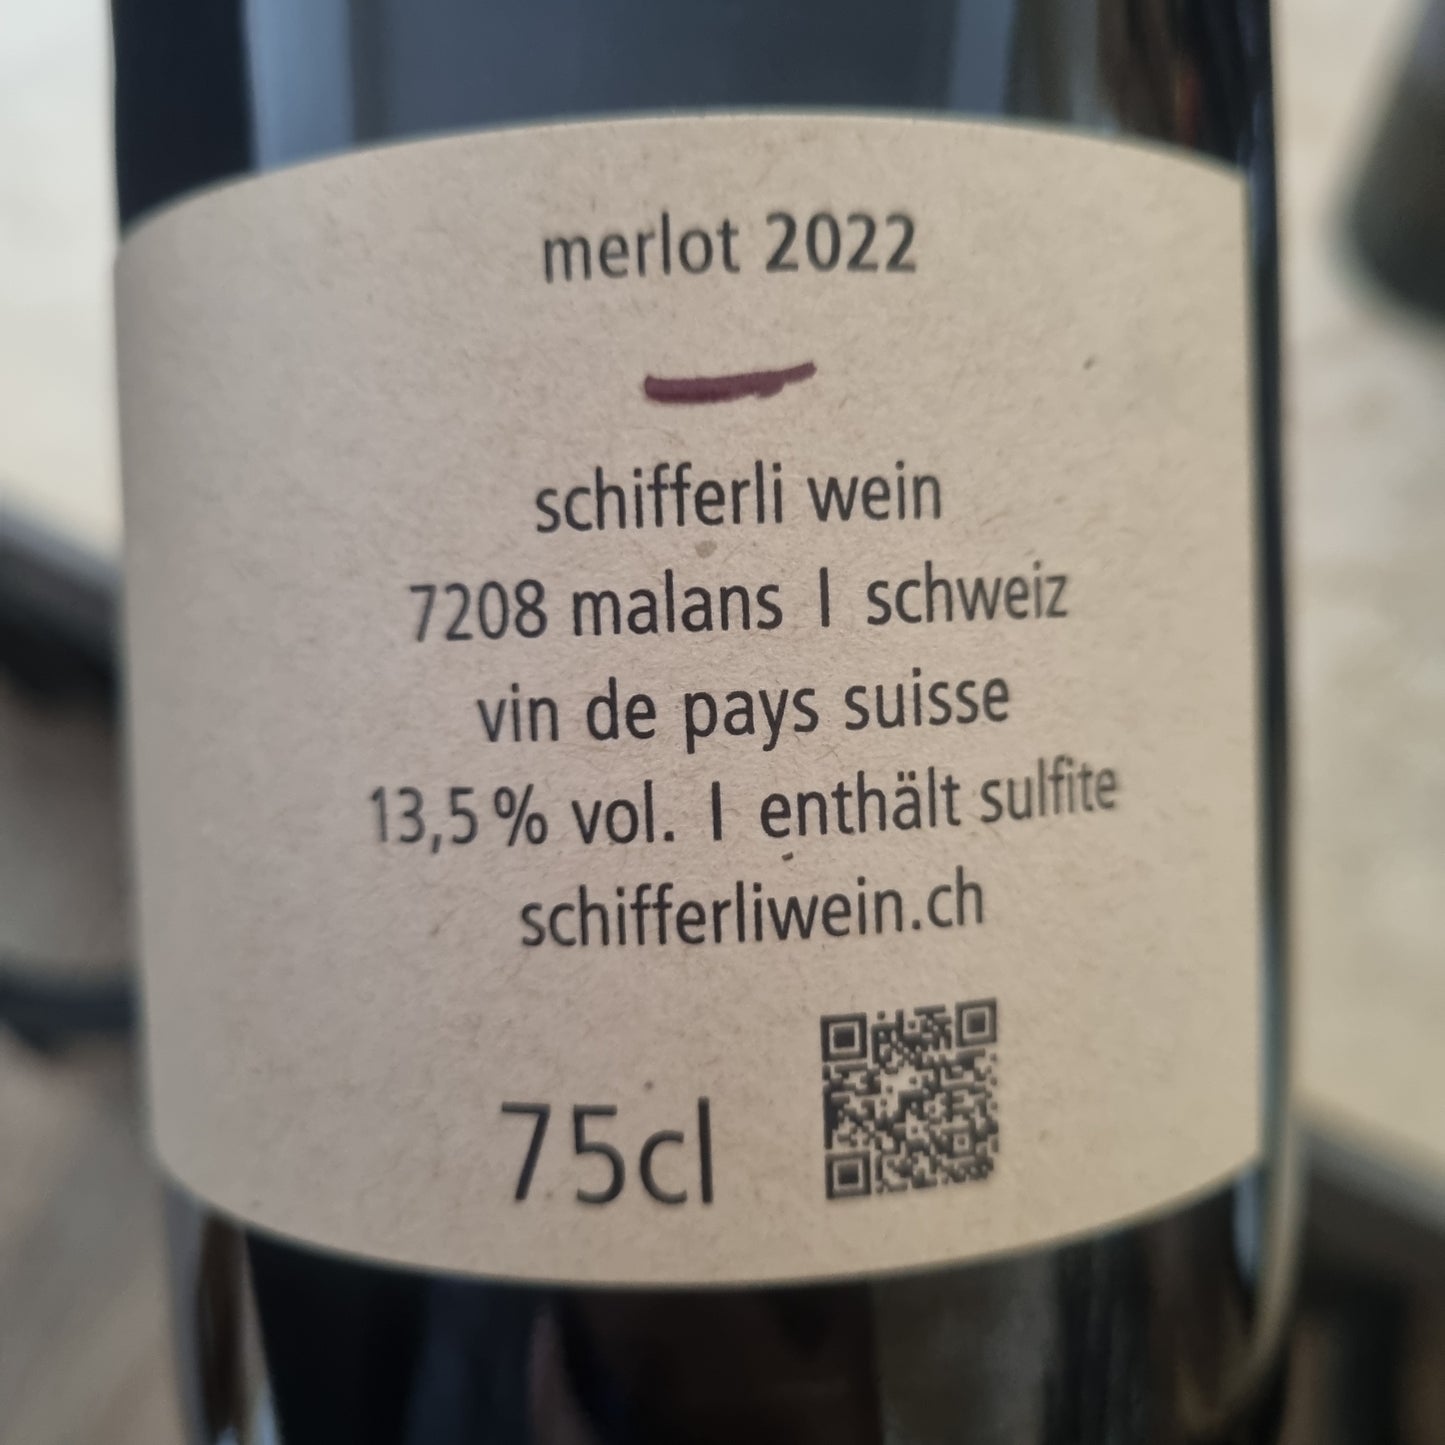 merlot 2022
schifferli wein
7208 malans | schweiz
vin de pays suisse
13,5 % vol. | enthält sulfite
schifferliwein.ch
75cl